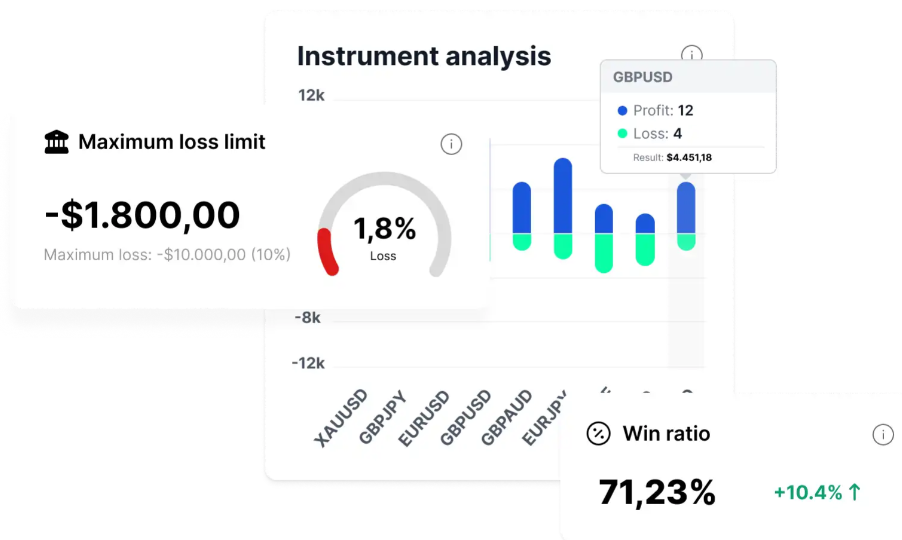 Instrument analysis
12k
GBPUSD
Profit: 12
Loss: 4
Result: $4.451,18
Maximum loss limit
-$1.800,00
Maximum loss: -$10.000,00 (10%)
1,8%
Loss
-8k
-12k
XAUUSD
GBPJPY
EURUSD
GBPUSD
GBPAUD
EURJPY
Win ratio
71,23%
+10.4% ↑